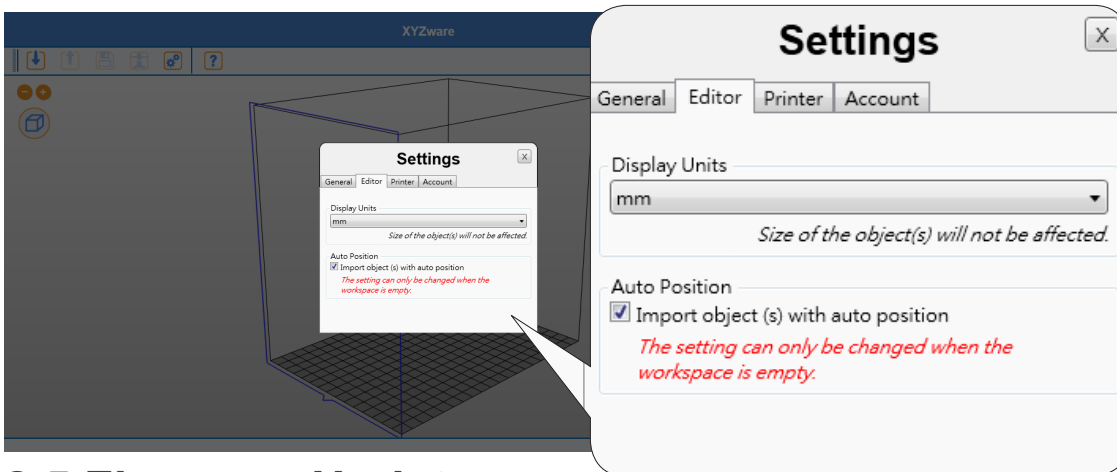 XYZware
Settings
X
General Editor Printer Account
Display Units
mm
Size of the object(s) will not be affected.
Auto Position
Import object (s) with auto position
The setting can only be changed when the
workspace is empty.
Settings
X
General Editor Printer Account
Display Units
mm
Size of the object(s) will not be affected.
Auto Position
Import object (s) with auto position
The setting can only be changed when the
workspace is empty.